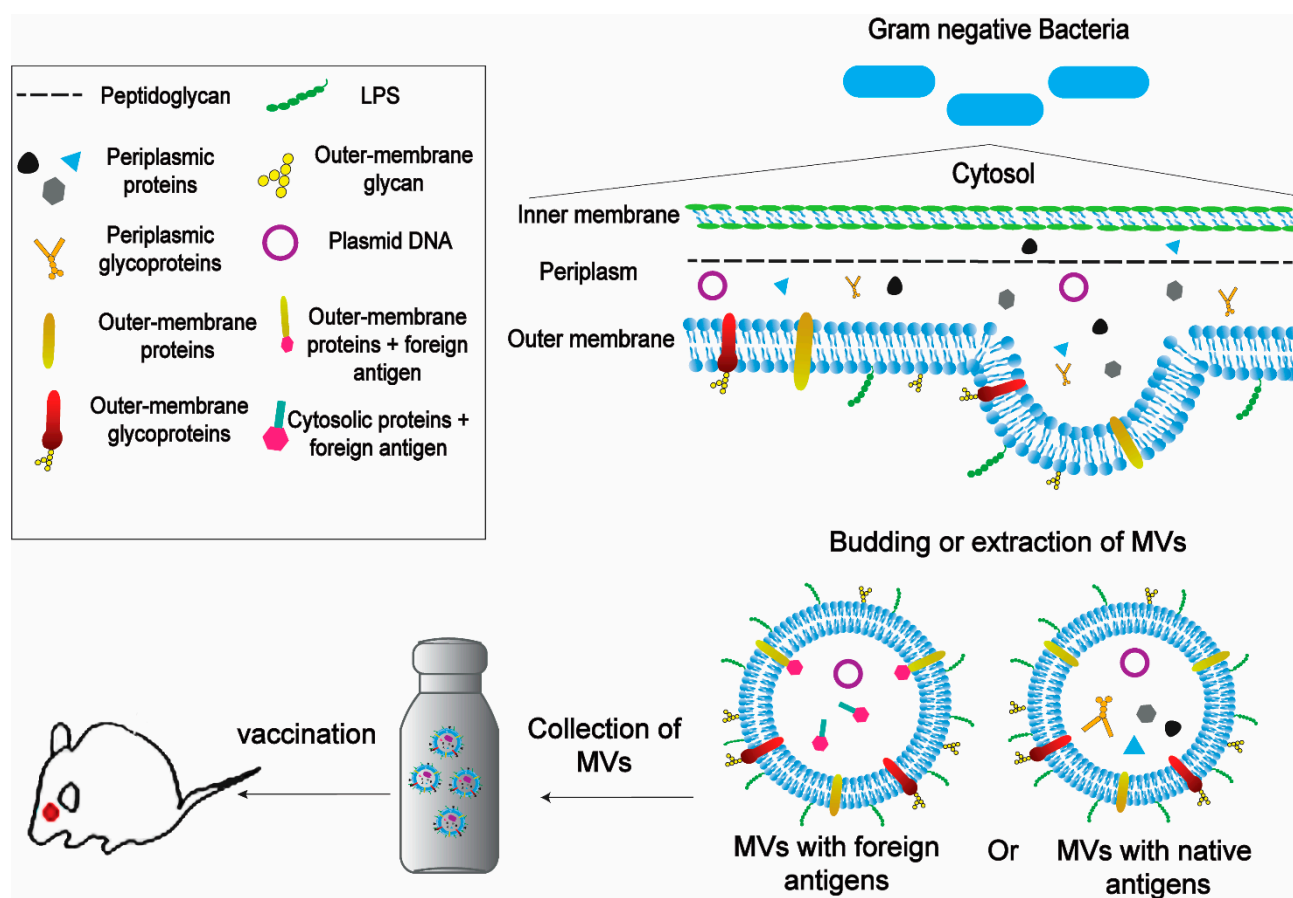 Gram negative Bacteria
Peptidoglycan
LPS
Periplasmic
proteins
Outer-membrane
glycan
Periplasmic
glycoproteins
Plasmid DNA
Outer-membrane
proteins
Outer-membrane
proteins + foreign
antigen
Outer-membrane
glycoproteins
Cytosolic proteins +
foreign antigen
Cytosol
Inner membrane
Periplasm
Outer membrane
Budding or extraction of MVs
MVs with foreign
antigens
Or
MVs with native
antigens
Collection of
MVs
vaccination